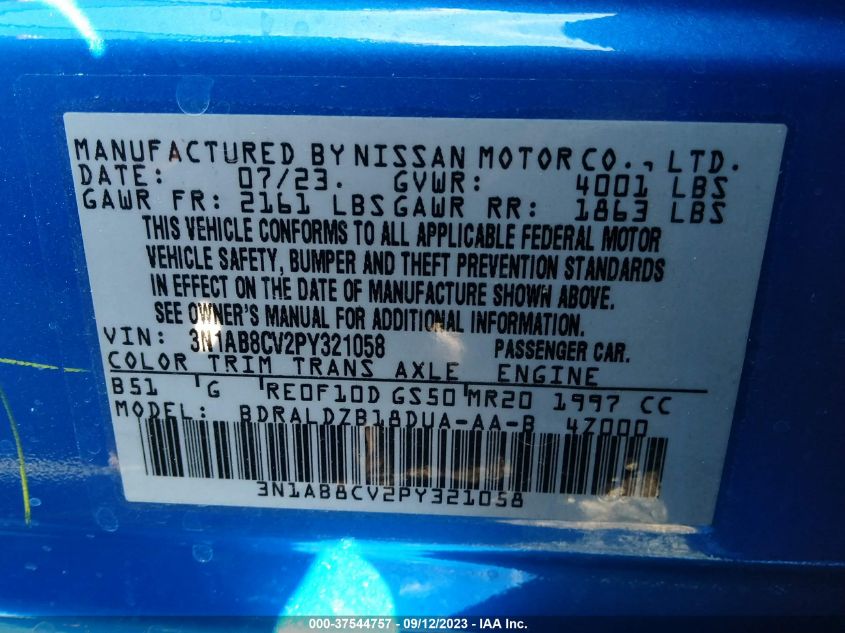 MANUFACTURED BY NISSAN MOTOR CO., LTD.
DATE: 07/23. GVWR: 4001 LBS
GAWR FR: 2161 LBS GAWR RR: 1863 LBS
THIS VEHICLE CONFORMS TO ALL APPLICABLE FEDERAL MOTOR
VEHICLE SAFETY, BUMPER AND THEFT PREVENTION STANDARDS
IN EFFECT ON THE DATE OF MANUFACTURE SHOWN ABOVE.
SEE OWNER'S MANUAL FOR ADDITIONAL INFORMATION.
VIN: 3N1AB8CV2PY321058 PASSENGER CAR.
COLOR TRIM TRANS AXLE ENGINE
B51 G RE0F10D GS50 MR20 1997 CC
MODEL: BDRALDZB18DUA-AA-B 4Z000
3N1AB8CV2PY321058
000-37544757 - 09/12/2023 - IAA Inc.